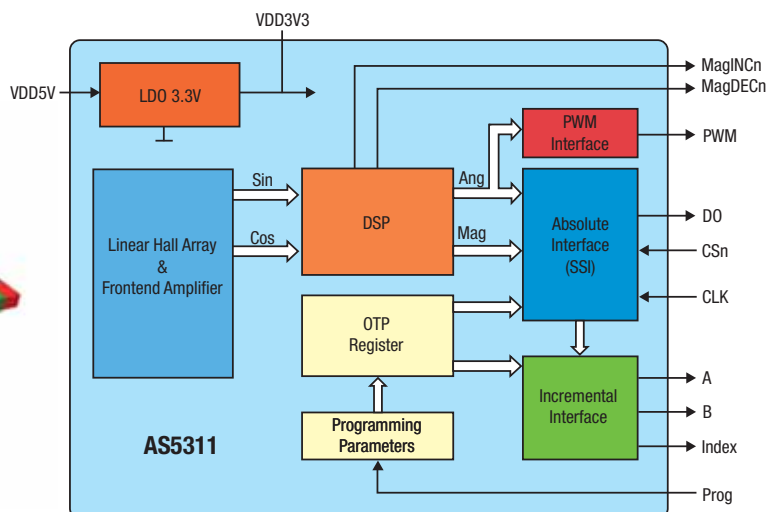 VDD3V3
VDD5V
LDO 3.3V
MagINCn
MagDECn
PWM
Interface
PWM
Sin
Cos
Linear Hall Array
&
Frontend Amplifier
DSP
Ang
Mag
Absolute
Interface
(SSI)
DO
CSn
CLK
OTP
Register
Programming
Parameters
Incremental
Interface
A
B
Index
Prog
AS5311